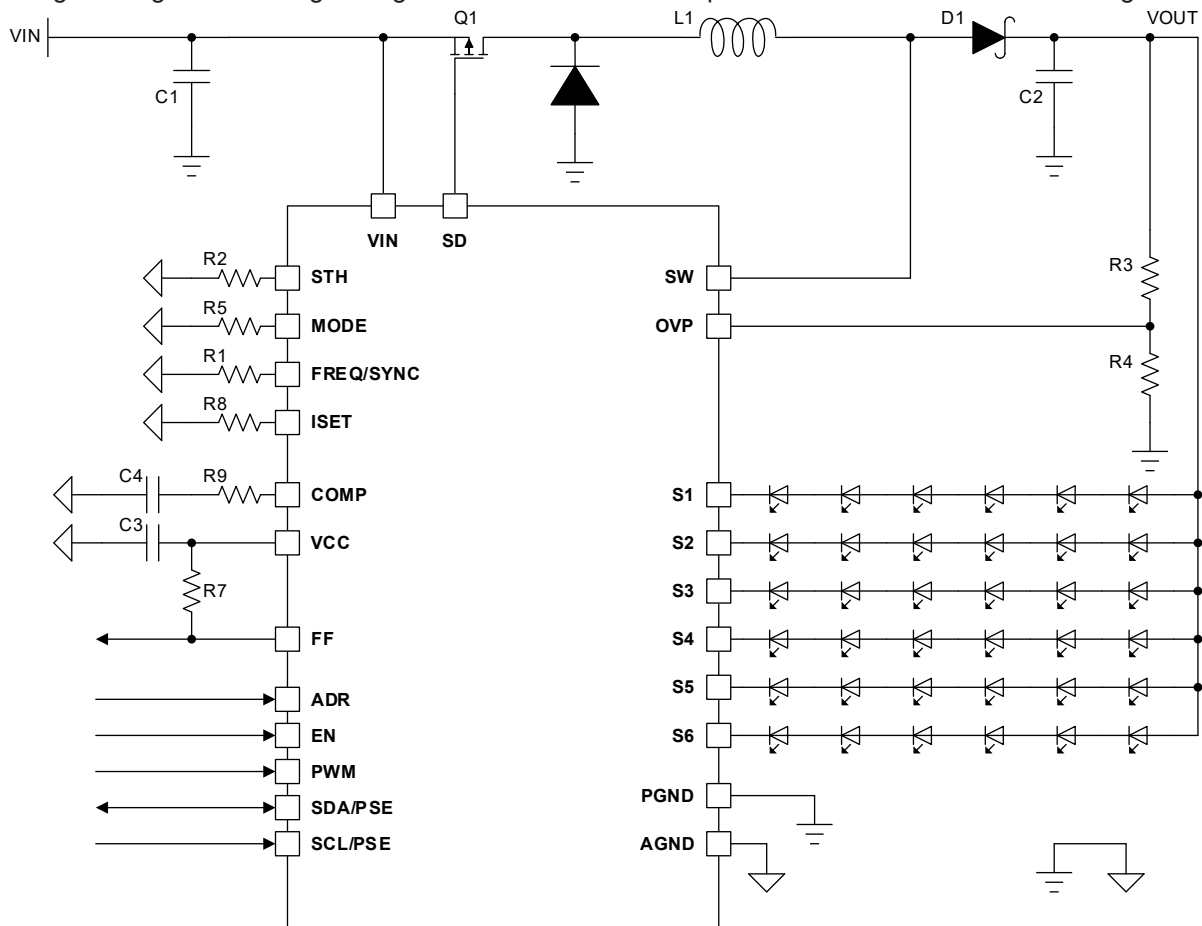 Q1
L1
D1
VOUT
VIN
C1
C2
VIN
SD
R2
STH
SW
R3
R5
MODE
OVP
R1
FREQ/SYNC
R4
R8
ISET
C4
R9
COMP
S1
C3
VCC
S2
R7
S3
FF
S4
ADR
S5
EN
S6
PWM
PGND
SDA/PSE
SCL/PSE
AGND